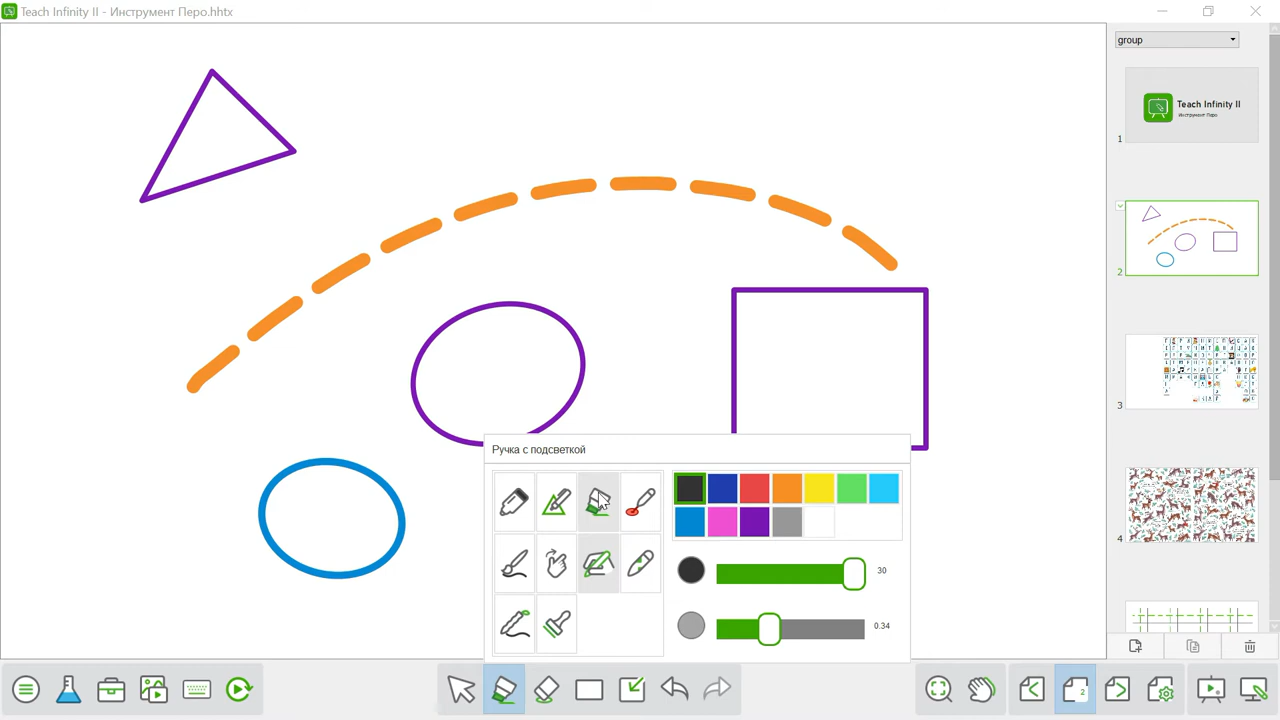 Teach Infinity II - Инструмент Перо.hhtx
group
Teach Infinity II
Инструмент Перо
1
2
3
4
Ручка с подсветкой
30
0.34
2